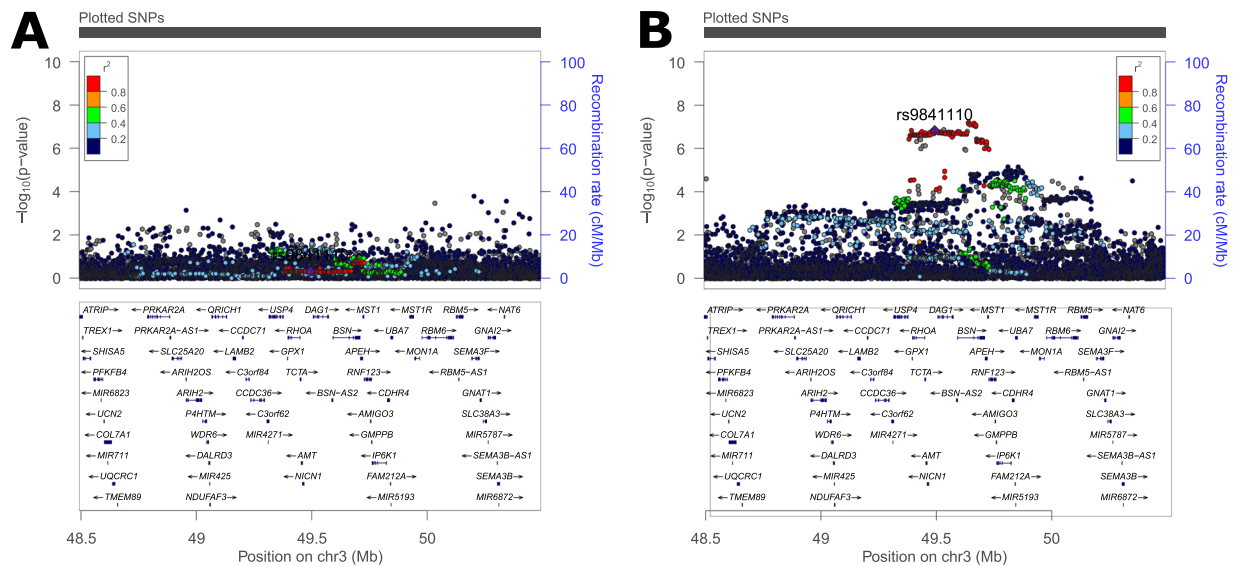 A
Plotted SNPs
10
8
6
4
2
0
−log10(p−value)
r2
0.8
0.6
0.4
0.2
100
80
60
40
20
0
Recombination rate (cM/Mb)
ATRIP→ ←PRKAR2A ←QRICH1 ←USP4 DAG1→ ←MST1 ←MST1R RBM5→ ←NAT6
TREX1→ PRKAR2A−AS1→ ←CCDC71 ←RHOA BSN→ ←UBA7 RBM6→ GNAI2→
←SHISA5 ←SLC25A20 ←LAMB2 ←GPX1 APEH→ ←MON1A SEMA3F→
←PFKFB4 ←ARIH2OS ←C3orf84 ←TCTA RNF123→ ←RBM5−AS1
←MIR6823 ARIH2→ CCDC36→ ←BSN−AS2 ←CDHR4 GNAT1→
←UCN2 P4HTM→ ←C3orf62 ←AMIGO3 SLC38A3→
←COL7A1 WDR6→ MIR4271→ ←GMPPB MIR5787→
←MIR711 ←DALRD3 ←AMT ←IP6K1 ←SEMA3B−AS1
←UQCRC1 ←MIR425 ←NICN1 FAM212A→ SEMA3B→
←TMEM89 NDUFAF3→ ←MIR5193 MIR6872→
48.5 49 49.5 50
Position on chr3 (Mb)
B
Plotted SNPs
10
8
6
4
2
0
−log10(p−value)
rs9841110
r2
0.8
0.6
0.4
0.2
100
80
60
40
20
0
Recombination rate (cM/Mb)
ATRIP→ ←PRKAR2A ←QRICH1 ←USP4 DAG1→ ←MST1 ←MST1R RBM5→ ←NAT6
TREX1→ PRKAR2A−AS1→ ←CCDC71 ←RHOA BSN→ ←UBA7 RBM6→ GNAI2→
←SHISA5 ←SLC25A20 ←LAMB2 ←GPX1 APEH→ ←MON1A SEMA3F→
←PFKFB4 ←ARIH2OS ←C3orf84 ←TCTA RNF123→ ←RBM5−AS1
←MIR6823 ARIH2→ CCDC36→ ←BSN−AS2 ←CDHR4 GNAT1→
←UCN2 P4HTM→ ←C3orf62 ←AMIGO3 SLC38A3→
←COL7A1 WDR6→ MIR4271→ ←GMPPB MIR5787→
←MIR711 ←DALRD3 ←AMT ←IP6K1 ←SEMA3B−AS1
←UQCRC1 ←MIR425 ←NICN1 FAM212A→ SEMA3B→
←TMEM89 NDUFAF3→ ←MIR5193 MIR6872→
48.5 49 49.5 50
Position on chr3 (Mb)